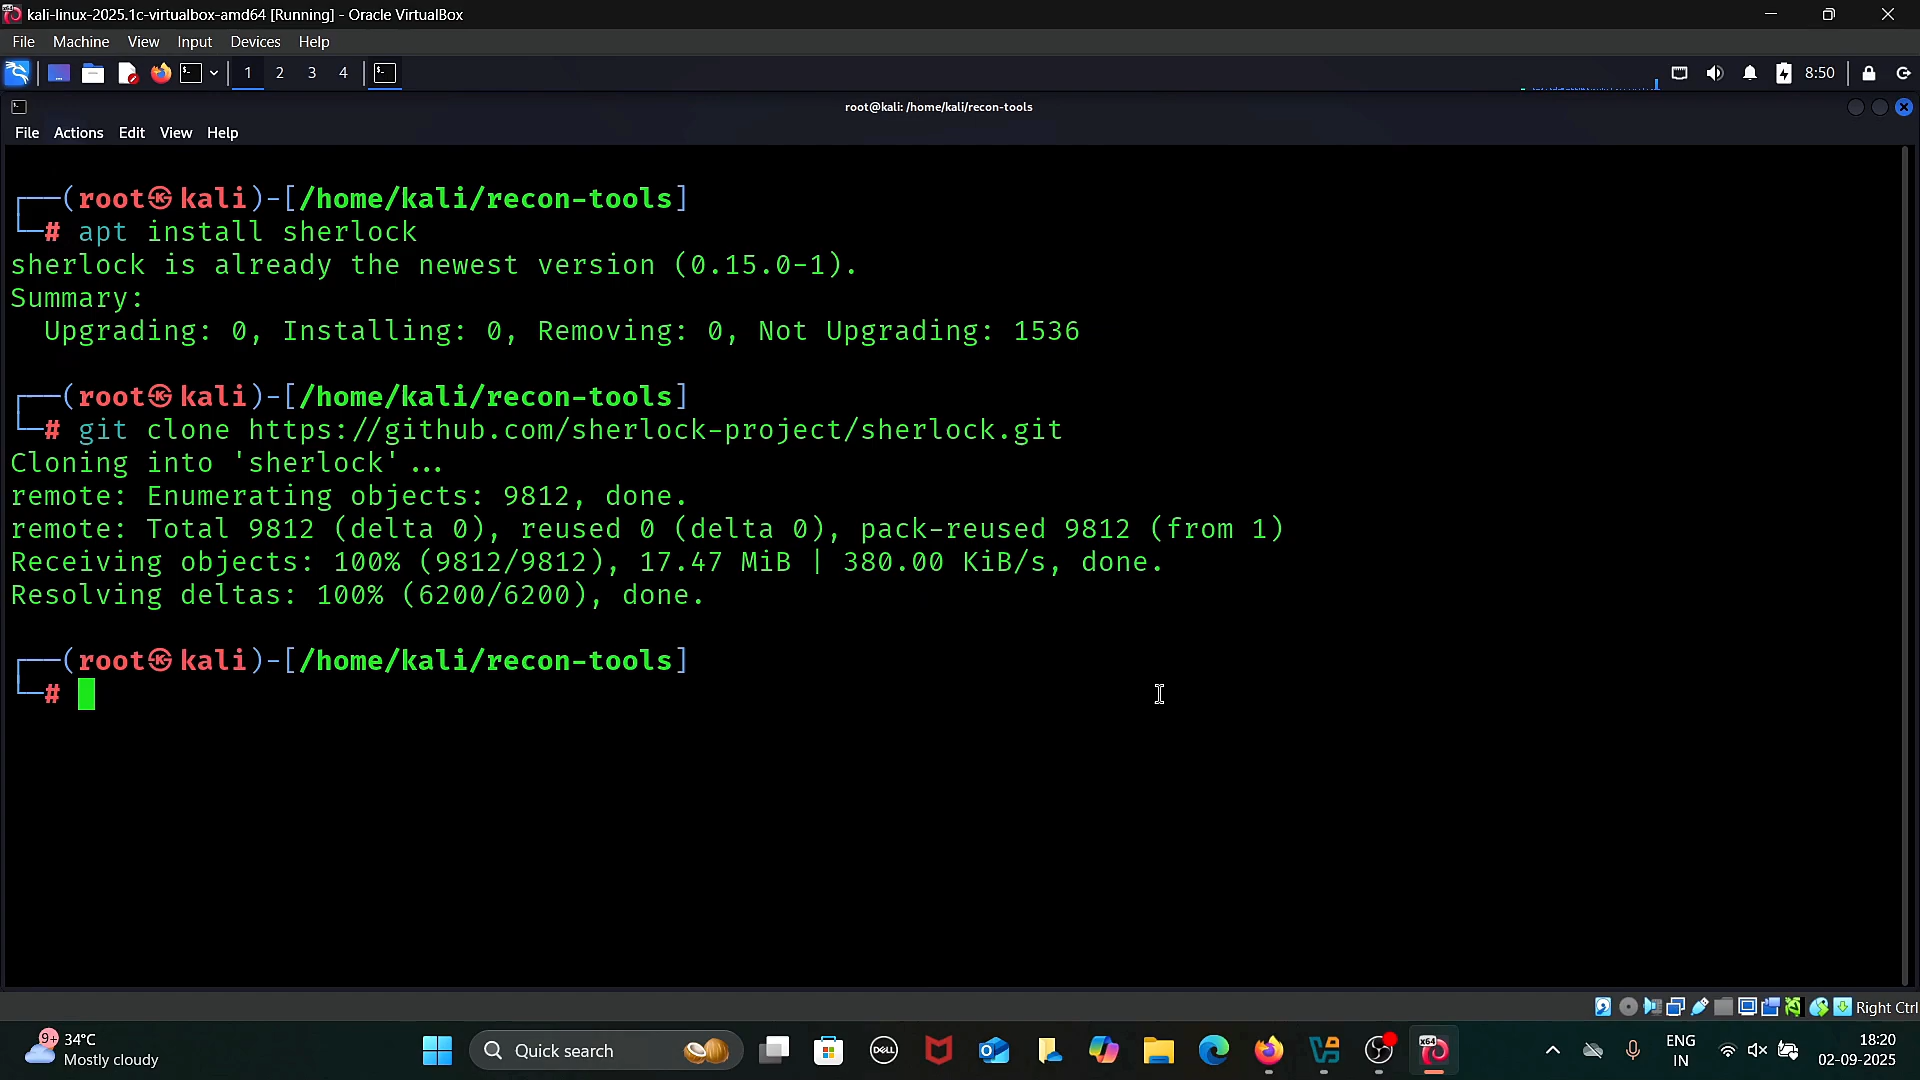 kali-linux-2025.1c-virtualbox-amd64 [Running] - Oracle VirtualBox
File Machine View Input Devices Help
1 2 3 4 8:50
root@kali: /home/kali/recon-tools
File Actions Edit View Help
┌──(root㉿kali)-[/home/kali/recon-tools]
└─# apt install sherlock
sherlock is already the newest version (0.15.0-1).
Summary:
  Upgrading: 0, Installing: 0, Removing: 0, Not Upgrading: 1536
┌──(root㉿kali)-[/home/kali/recon-tools]
└─# git clone https://github.com/sherlock-project/sherlock.git
Cloning into 'sherlock'...
remote: Enumerating objects: 9812, done.
remote: Total 9812 (delta 0), reused 0 (delta 0), pack-reused 9812 (from 1)
Receiving objects: 100% (9812/9812), 17.47 MiB | 380.00 KiB/s, done.
Resolving deltas: 100% (6200/6200), done.
┌──(root㉿kali)-[/home/kali/recon-tools]
└─#
Right Ctrl
9+ 34°C
Mostly cloudy
Quick search
DELL
x64
ENG
IN
18:20
02-09-2025